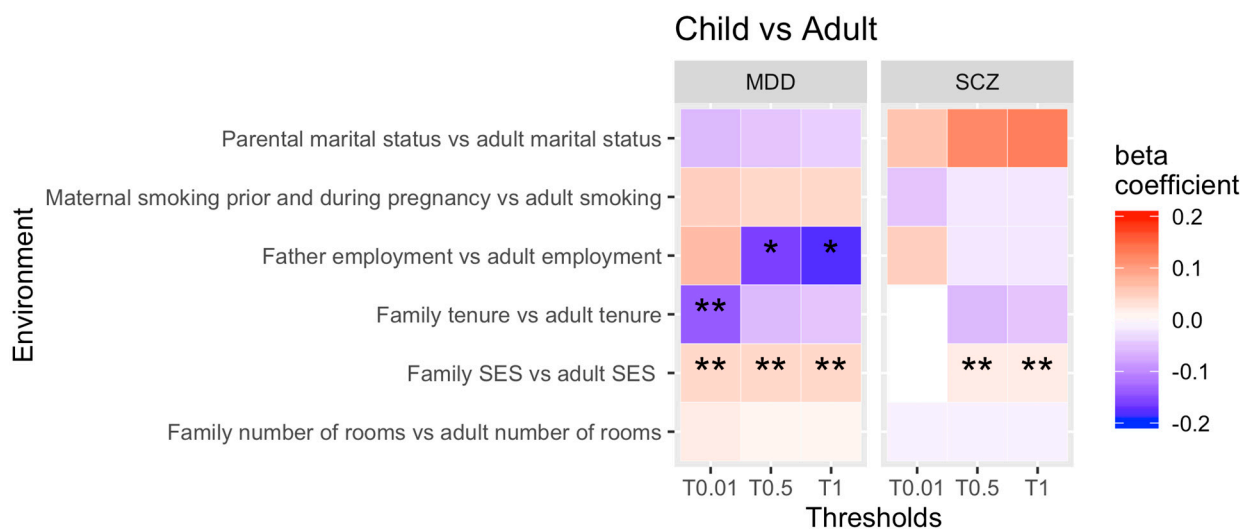 Child vs Adult
MDD
SCZ
Environment
Parental marital status vs adult marital status
Maternal smoking prior and during pregnancy vs adult smoking
Father employment vs adult employment
* *
Family tenure vs adult tenure
**
Family SES vs adult SES
** ** ** ** **
Family number of rooms vs adult number of rooms
T0.01 T0.5 T1 T0.01 T0.5 T1
Thresholds
beta
coefficient
0.2
0.1
0.0
-0.1
-0.2